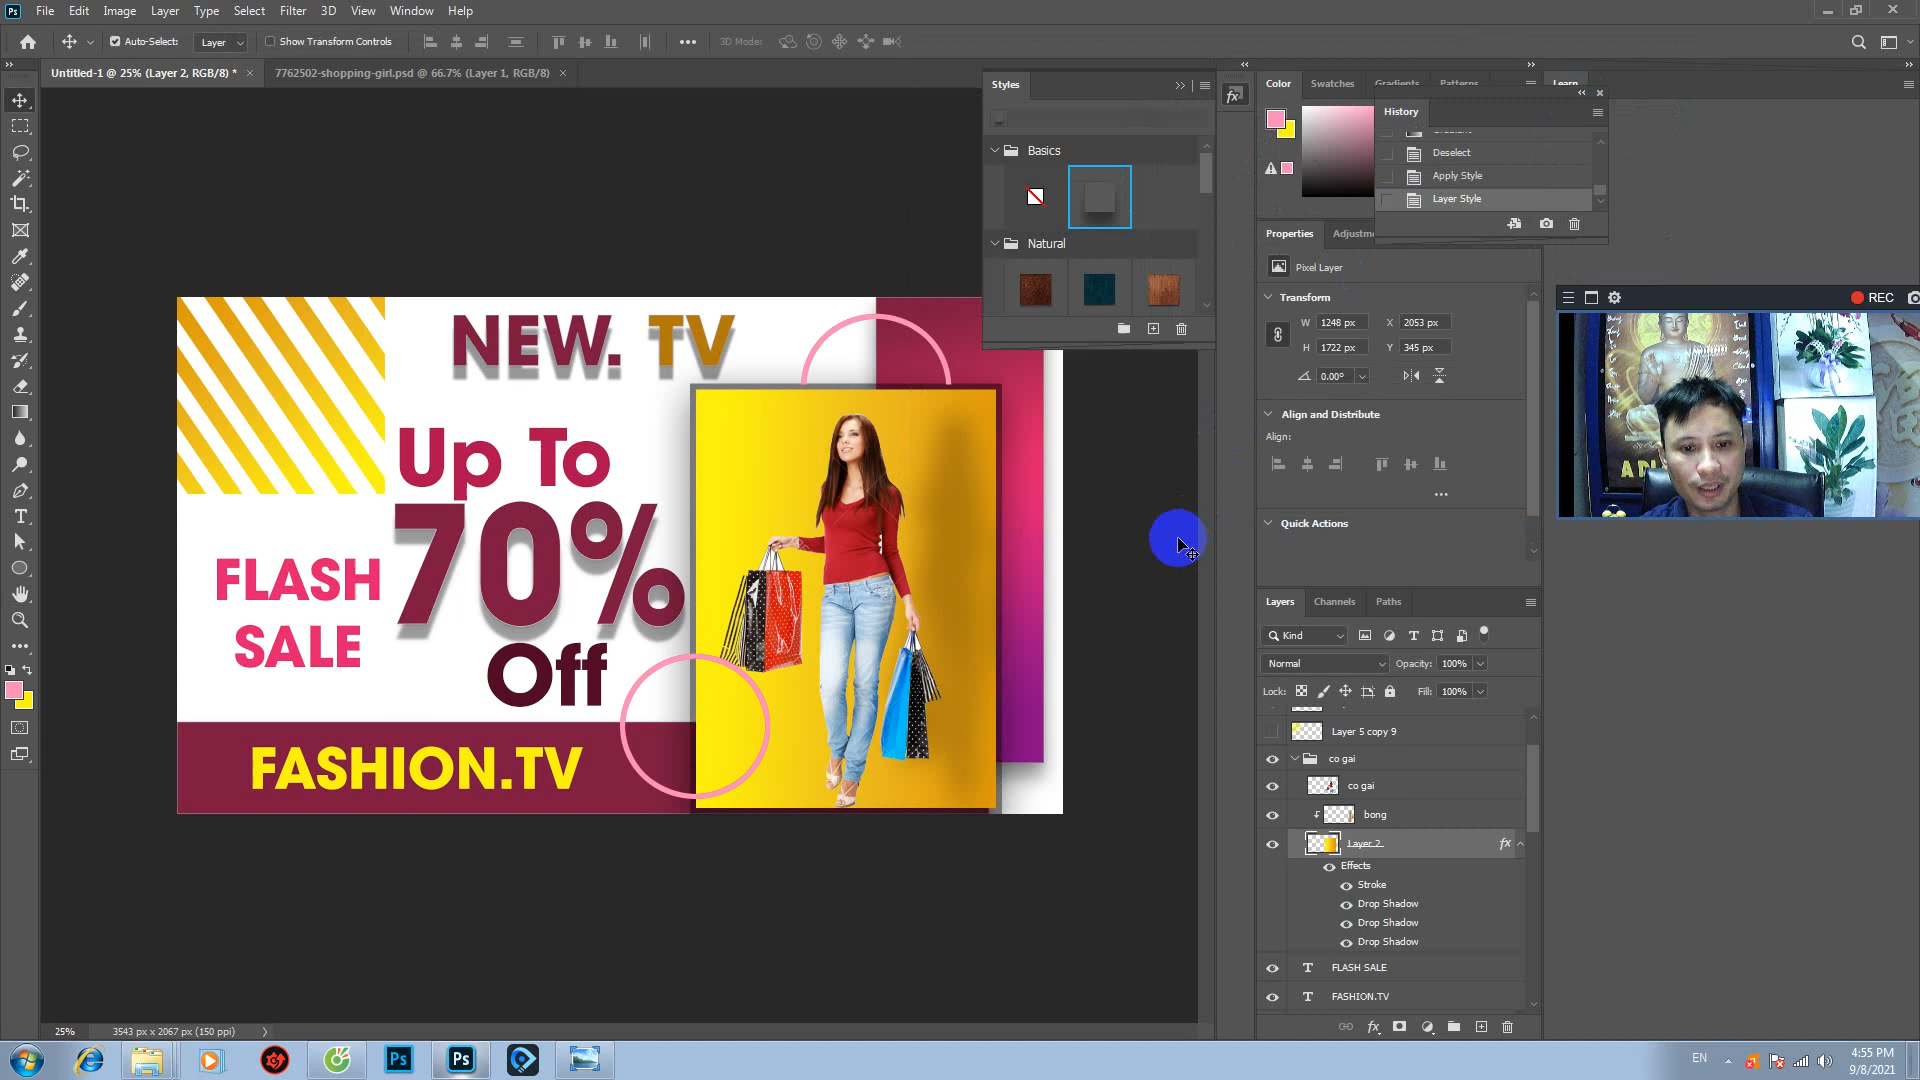 Ps File Edit Image Layer Type Select Filter 3D View Window Help
Auto-Select: Layer Show Transform Controls 3D Mode:
Untitled-1 @ 25% (Layer 2, RGB/8) * × 7762502-shopping-girl.psd @ 66.7% (Layer 1, RGB/8) ×
Styles
Basics
Natural
Color Swatches Gradients Patterns Learn
History
Deselect
Apply Style
Layer Style
Properties Adjustme
Pixel Layer
Transform
W 1248 px X 2053 px
H 1722 px Y 345 px
0.00°
Align and Distribute
Align:
Quick Actions
REC
NEW. TV
Up To
70%
Off
FLASH
SALE
FASHION.TV
Layers Channels Paths
Kind
Normal Opacity: 100%
Lock: Fill: 100%
Layer 5 copy 9
co gai
co gai
bong
Layer 2 fx
Effects
Stroke
Drop Shadow
Drop Shadow
Drop Shadow
T FLASH SALE
T FASHION.TV
25% 3543 px x 2067 px (150 ppi)
EN 4:55 PM
9/8/2021